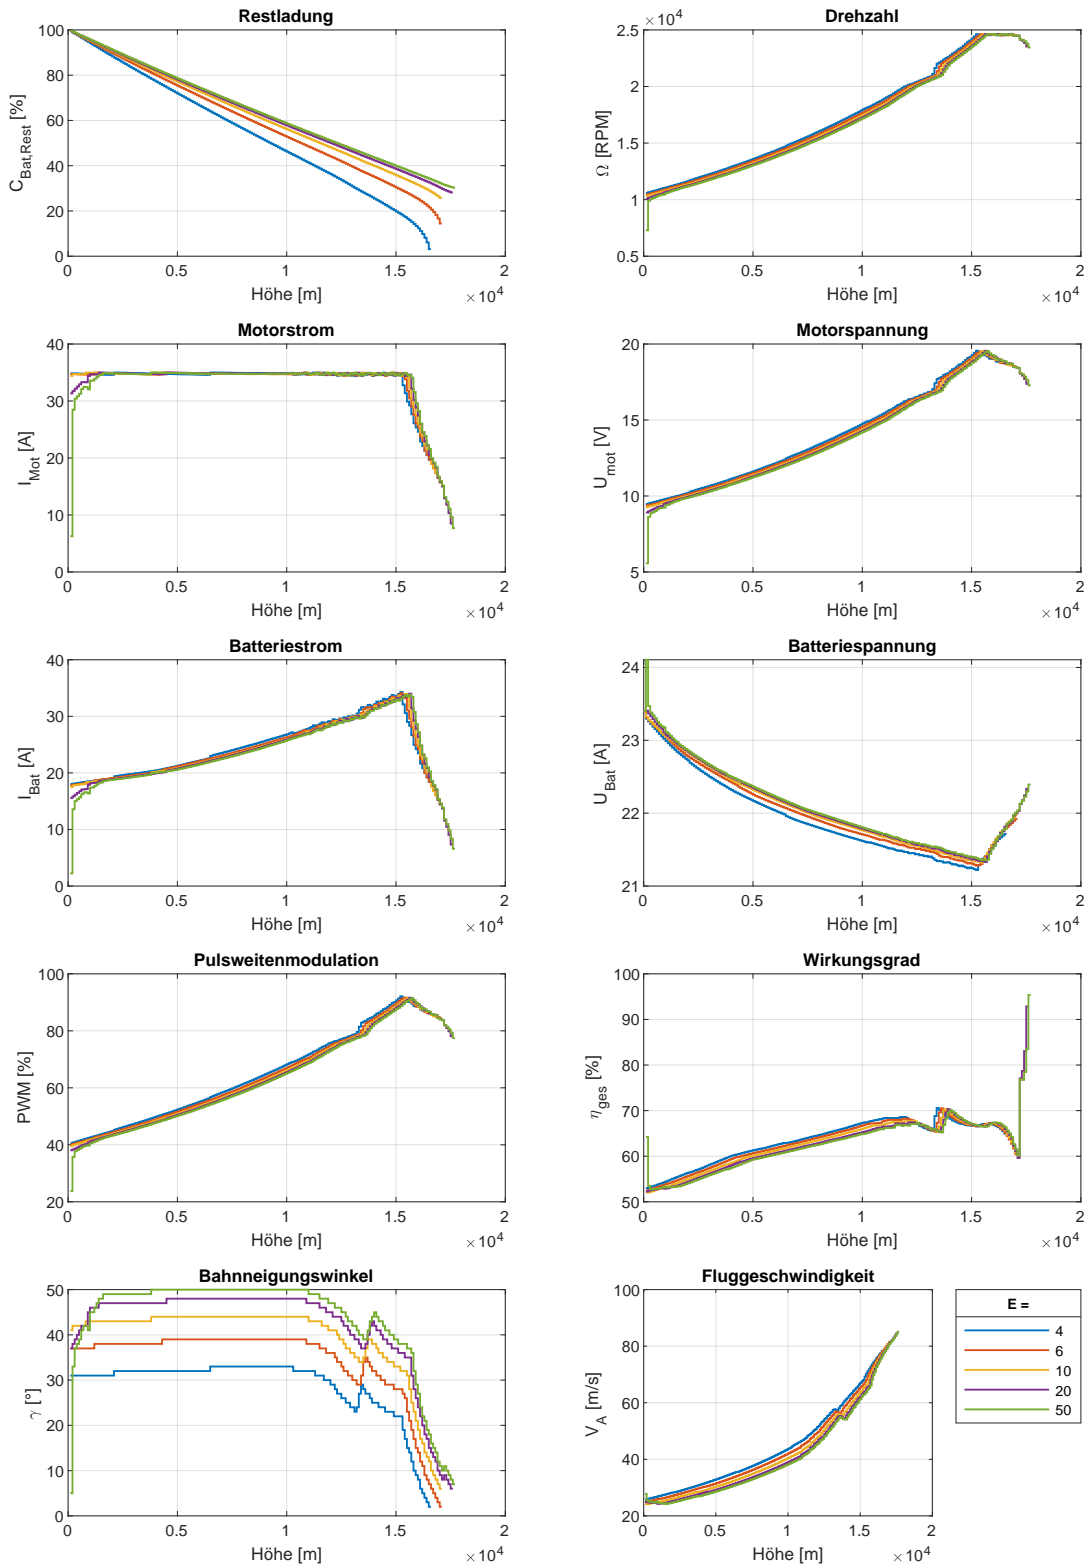 Restladung
C_Bat,Rest [%]
100
80
60
40
20
0
0 0.5 1 1.5 2
×10^4
Höhe [m]
Drehzahl
×10^4
Ω [RPM]
2.5
2
1.5
1
0.5
0 0.5 1 1.5 2
×10^4
Höhe [m]
Motorstrom
I_Mot [A]
40
30
20
10
0
0 0.5 1 1.5 2
×10^4
Höhe [m]
Motorspannung
U_mot [V]
20
15
10
5
0 0.5 1 1.5 2
×10^4
Höhe [m]
Batteriestrom
I_Bat [A]
40
30
20
10
0
0 0.5 1 1.5 2
×10^4
Höhe [m]
Batteriespannung
U_Bat [A]
24
23
22
21
0 0.5 1 1.5 2
×10^4
Höhe [m]
Pulsweitenmodulation
PWM [%]
100
80
60
40
20
0 0.5 1 1.5 2
×10^4
Höhe [m]
Wirkungsgrad
η_ges [%]
100
90
80
70
60
50
0 0.5 1 1.5 2
×10^4
Höhe [m]
Bahnneigungswinkel
γ [°]
50
40
30
20
10
0
0 0.5 1 1.5 2
×10^4
Höhe [m]
Fluggeschwindigkeit
V_A [m/s]
100
80
60
40
20
0 0.5 1 1.5 2
×10^4
Höhe [m]
E =
4
6
10
20
50